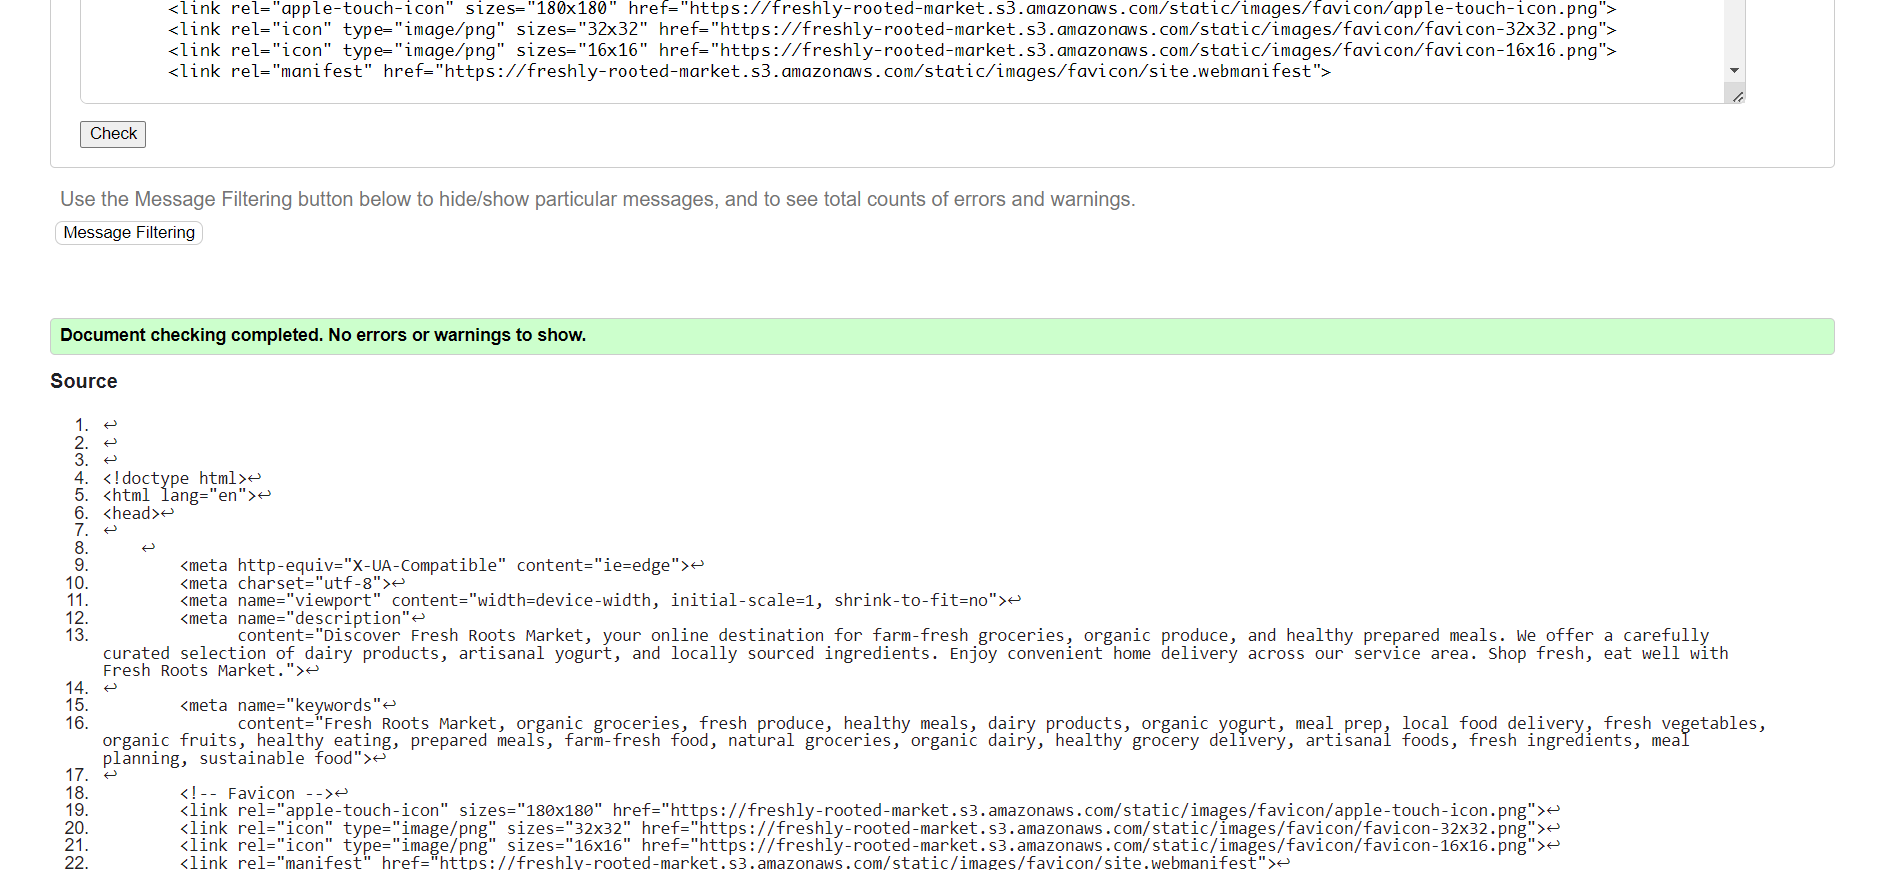 <link rel="apple-touch-icon" sizes="180x180" href="https://freshly-rooted-market.s3.amazonaws.com/static/images/favicon/apple-touch-icon.png">
<link rel="icon" type="image/png" sizes="32x32" href="https://freshly-rooted-market.s3.amazonaws.com/static/images/favicon/favicon-32x32.png">
<link rel="icon" type="image/png" sizes="16x16" href="https://freshly-rooted-market.s3.amazonaws.com/static/images/favicon/favicon-16x16.png">
<link rel="manifest" href="https://freshly-rooted-market.s3.amazonaws.com/static/images/favicon/site.webmanifest">
Check
Use the Message Filtering button below to hide/show particular messages, and to see total counts of errors and warnings.
Message Filtering
Document checking completed. No errors or warnings to show.
Source
1. ↩
2. ↩
3. ↩
4. <!doctype html>↩
5. <html lang="en">↩
6. <head>↩
7. ↩
8. ↩
9. <meta http-equiv="X-UA-Compatible" content="ie=edge">↩
10. <meta charset="utf-8">↩
11. <meta name="viewport" content="width=device-width, initial-scale=1, shrink-to-fit=no">↩
12. <meta name="description"↩
13. content="Discover Fresh Roots Market, your online destination for farm-fresh groceries, organic produce, and healthy prepared meals. We offer a carefully
curated selection of dairy products, artisanal yogurt, and locally sourced ingredients. Enjoy convenient home delivery across our service area. Shop fresh, eat well with
Fresh Roots Market.">↩
14. ↩
15. <meta name="keywords"↩
16. content="Fresh Roots Market, organic groceries, fresh produce, healthy meals, dairy products, organic yogurt, meal prep, local food delivery, fresh vegetables,
organic fruits, healthy eating, prepared meals, farm-fresh food, natural groceries, organic dairy, healthy grocery delivery, artisanal foods, fresh ingredients, meal
planning, sustainable food">↩
17. ↩
18. <!-- Favicon -->↩
19. <link rel="apple-touch-icon" sizes="180x180" href="https://freshly-rooted-market.s3.amazonaws.com/static/images/favicon/apple-touch-icon.png">↩
20. <link rel="icon" type="image/png" sizes="32x32" href="https://freshly-rooted-market.s3.amazonaws.com/static/images/favicon/favicon-32x32.png">↩
21. <link rel="icon" type="image/png" sizes="16x16" href="https://freshly-rooted-market.s3.amazonaws.com/static/images/favicon/favicon-16x16.png">↩
22. <link rel="manifest" href="https://freshly-rooted-market.s3.amazonaws.com/static/images/favicon/site.webmanifest">↩